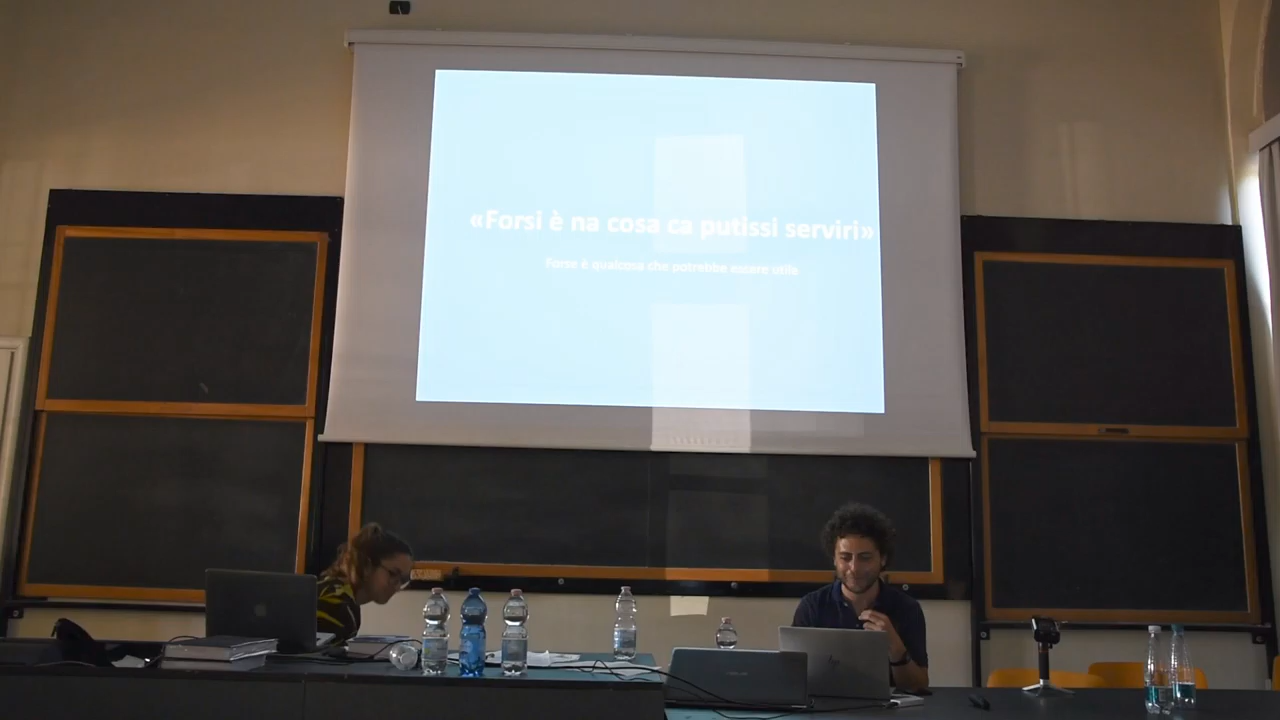 «Forsi è na cosa ca putissi serviri»
Forse è qualcosa che potrebbe essere utile